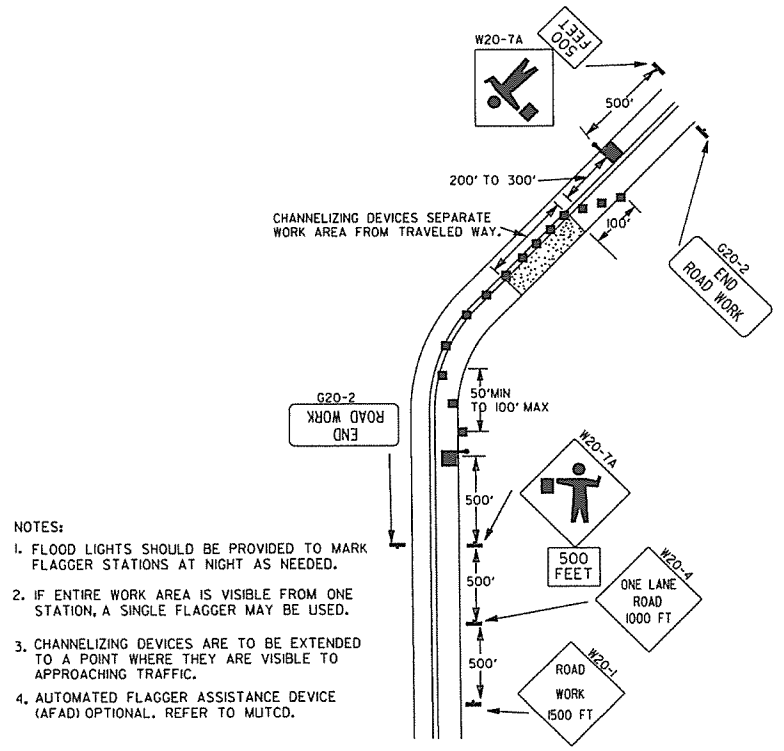 W20-7A
500
FEET
500'
200' TO 300'
CHANNELIZING DEVICES SEPARATE
WORK AREA FROM TRAVELED WAY.
100'
G20-2
END
ROAD WORK
G20-2
END
ROAD WORK
50'MIN
TO 100' MAX
W20-7A
500'
500
FEET
W20-4
500'
ONE LANE
ROAD
1000 FT
W20-1
500'
ROAD
WORK
1500 FT
NOTES:
1. FLOOD LIGHTS SHOULD BE PROVIDED TO MARK
FLAGGER STATIONS AT NIGHT AS NEEDED.
2. IF ENTIRE WORK AREA IS VISIBLE FROM ONE
STATION, A SINGLE FLAGGER MAY BE USED.
3. CHANNELIZING DEVICES ARE TO BE EXTENDED
TO A POINT WHERE THEY ARE VISIBLE TO
APPROACHING TRAFFIC.
4. AUTOMATED FLAGGER ASSISTANCE DEVICE
(AFAD) OPTIONAL. REFER TO MUTCD.